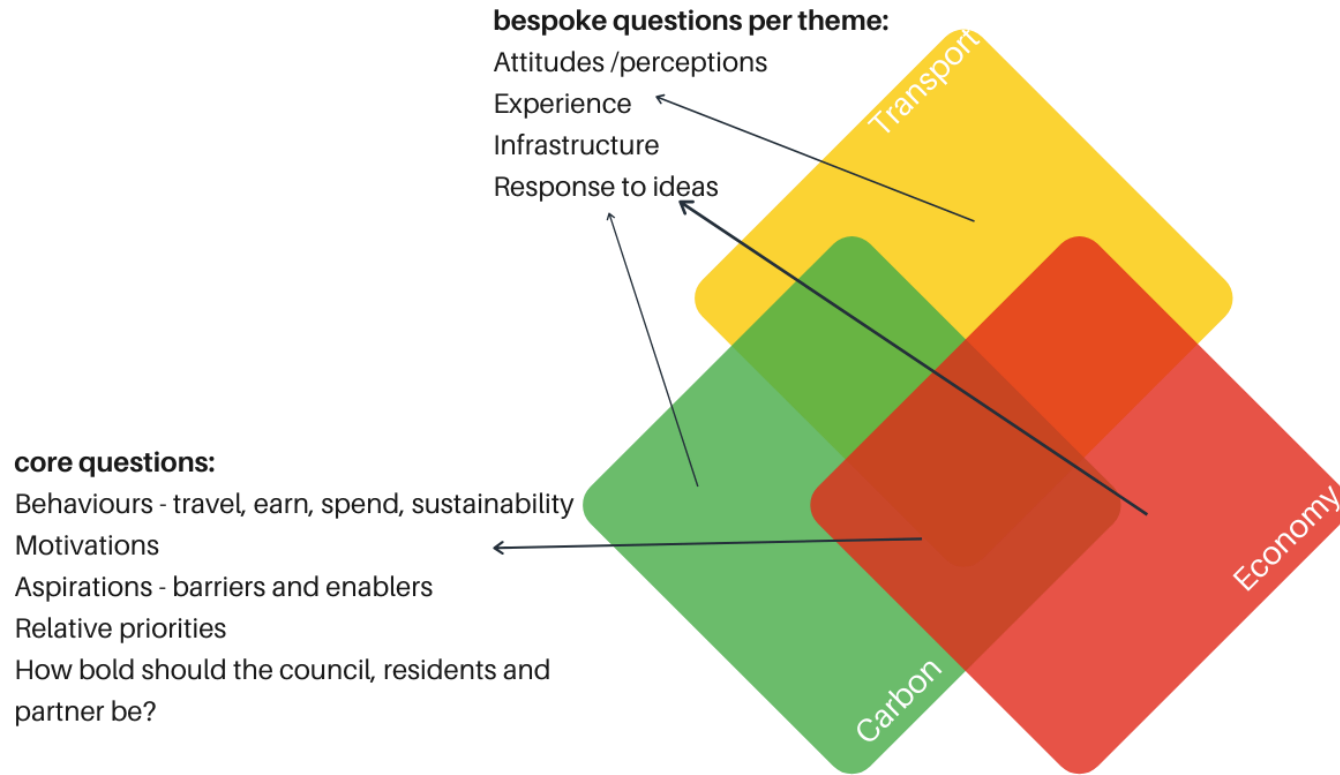 bespoke questions per theme:
Attitudes /perceptions
Experience
Infrastructure
Response to ideas
Transport
core questions:
Behaviours - travel, earn, spend, sustainability
Motivations
Aspirations - barriers and enablers
Relative priorities
How bold should the council, residents and
partner be?
Economy
Carbon